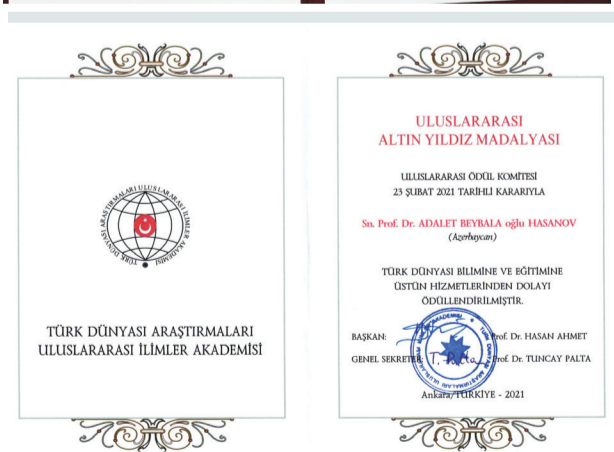 TÜRK DÜNYASI ARAŞTIRMALARI ULUSLARARASI İLİMLER AKADEMİSİ
TÜRK DÜNYASI ARAŞTIRMALARI
ULUSLARARASI İLİMLER AKADEMİSİ
ULUSLARARASI
ALTIN YILDIZ MADALYASI
ULUSLARARASI ÖDÜL KOMİTESİ
23 ŞUBAT 2021 TARİHLİ KARARIYLA
Sn. Prof. Dr. ADALET BEYBALA oğlu HASANOV
(Azerbaycan)
TÜRK DÜNYASI BİLİMİNE VE EĞİTİMİNE
ÜSTÜN HİZMETLERİNDEN DOLAYI
ÖDÜLLENDİRİLMİŞTİR.
BAŞKAN: Prof. Dr. HASAN AHMET
GENEL SEKRETER: T. Palta Prof. Dr. TUNCAY PALTA
Ankara/TÜRKİYE - 2021